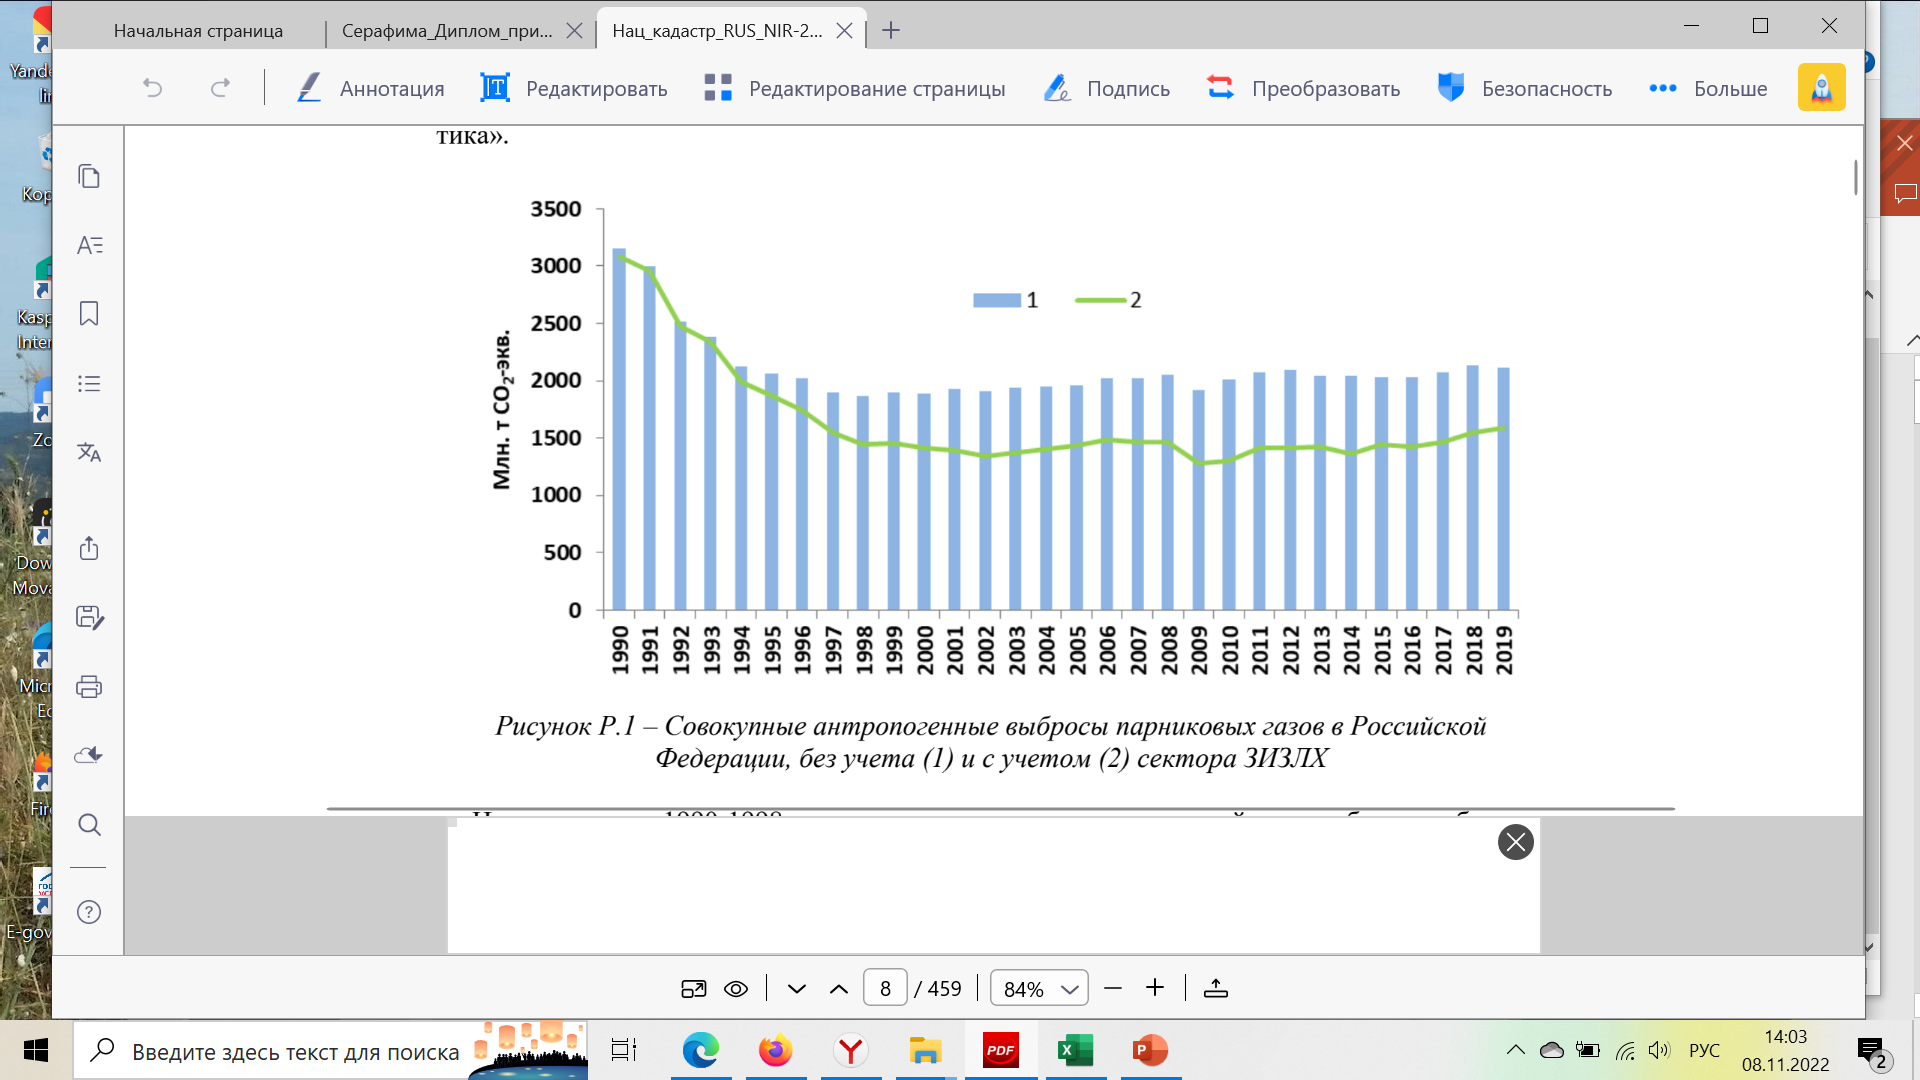 Начальная страница
Серафима_Диплом_при...
Нац_кадастр_RUS_NIR-2...
Аннотация
Редактировать
Редактирование страницы
Подпись
Преобразовать
Безопасность
Больше
тика».
3500
3000
2500
2000
1500
1000
500
0
Млн. т CO₂-экв.
1
2
1990
1991
1992
1993
1994
1995
1996
1997
1998
1999
2000
2001
2002
2003
2004
2005
2006
2007
2008
2009
2010
2011
2012
2013
2014
2015
2016
2017
2018
2019
Рисунок Р.1 – Совокупные антропогенные выбросы парниковых газов в Российской
Федерации, без учета (1) и с учетом (2) сектора ЗИЗЛХ
8 / 459
84%
Введите здесь текст для поиска
PDF
РУС
14:03
08.11.2022
2